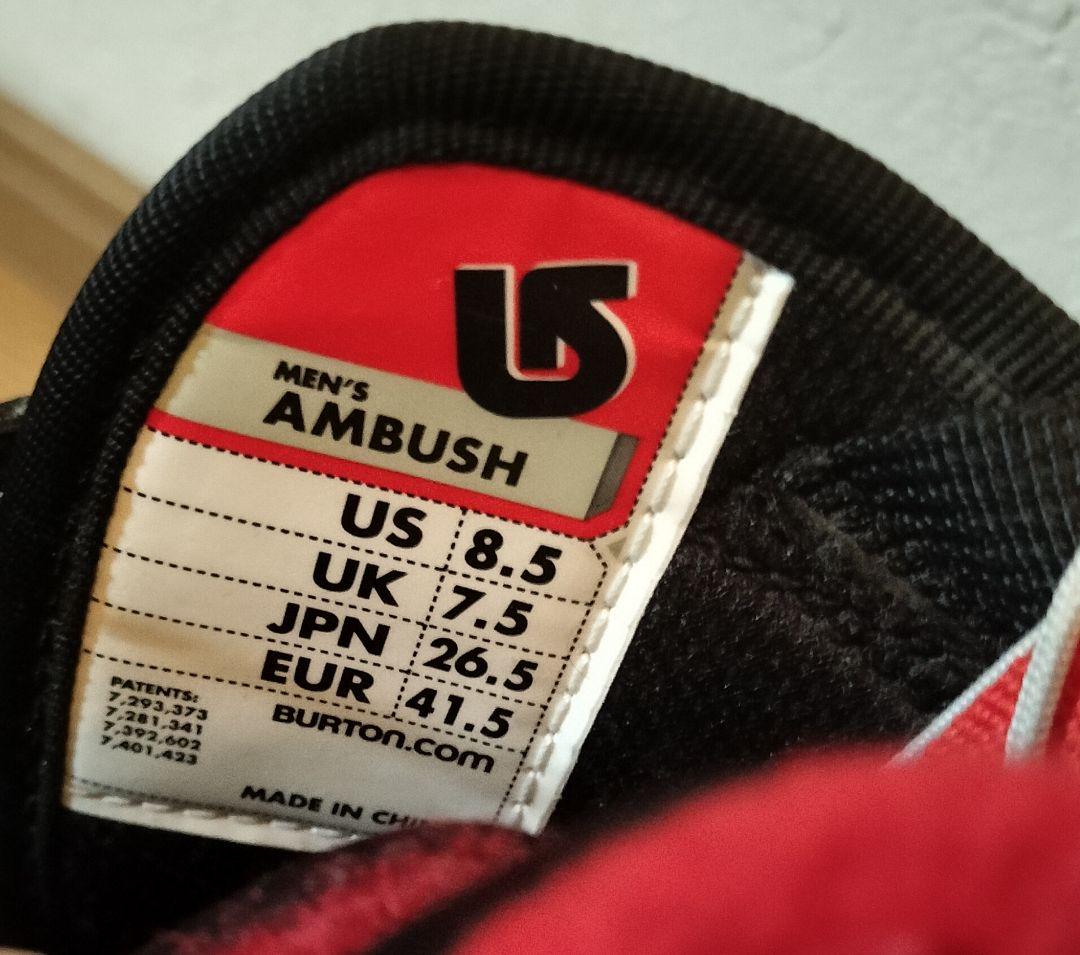 MEN'S
AMBUSH
US 8.5
UK 7.5
JPN 26.5
EUR 41.5
PATENTS:
7,293,373
7,281,341
7,392,602
7,401,423
BURTON.COM
MADE IN